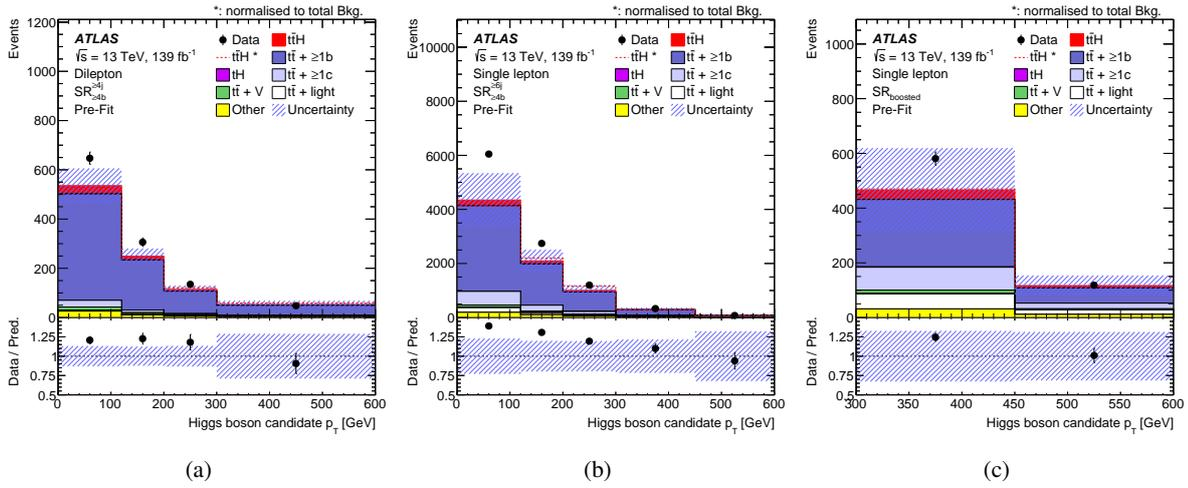 *: normalised to total Bkg.
Events
1200
1000
800
600
400
200
0
ATLAS
√s = 13 TeV, 139 fb⁻¹
Dilepton
SR≥4j ≥4b
Pre-Fit
Data
tt̄H
tt̄H *
tt̄ + ≥1b
tH
tt̄ + ≥1c
tt̄ + V
tt̄ + light
Other
Uncertainty
Data / Pred.
1.25
1
0.75
0.5
0 100 200 300 400 500 600
Higgs boson candidate p_T [GeV]
(a)
*: normalised to total Bkg.
Events
10000
8000
6000
4000
2000
0
ATLAS
√s = 13 TeV, 139 fb⁻¹
Single lepton
SR≥6j ≥4b
Pre-Fit
Data
tt̄H
tt̄H *
tt̄ + ≥1b
tH
tt̄ + ≥1c
tt̄ + V
tt̄ + light
Other
Uncertainty
Data / Pred.
1.25
1
0.75
0.5
0 100 200 300 400 500 600
Higgs boson candidate p_T [GeV]
(b)
*: normalised to total Bkg.
Events
1000
800
600
400
200
0
ATLAS
√s = 13 TeV, 139 fb⁻¹
Single lepton
SR_boosted
Pre-Fit
Data
tt̄H
tt̄H *
tt̄ + ≥1b
tH
tt̄ + ≥1c
tt̄ + V
tt̄ + light
Other
Uncertainty
Data / Pred.
1.25
1
0.75
0.5
300 350 400 450 500 550 600
Higgs boson candidate p_T [GeV]
(c)